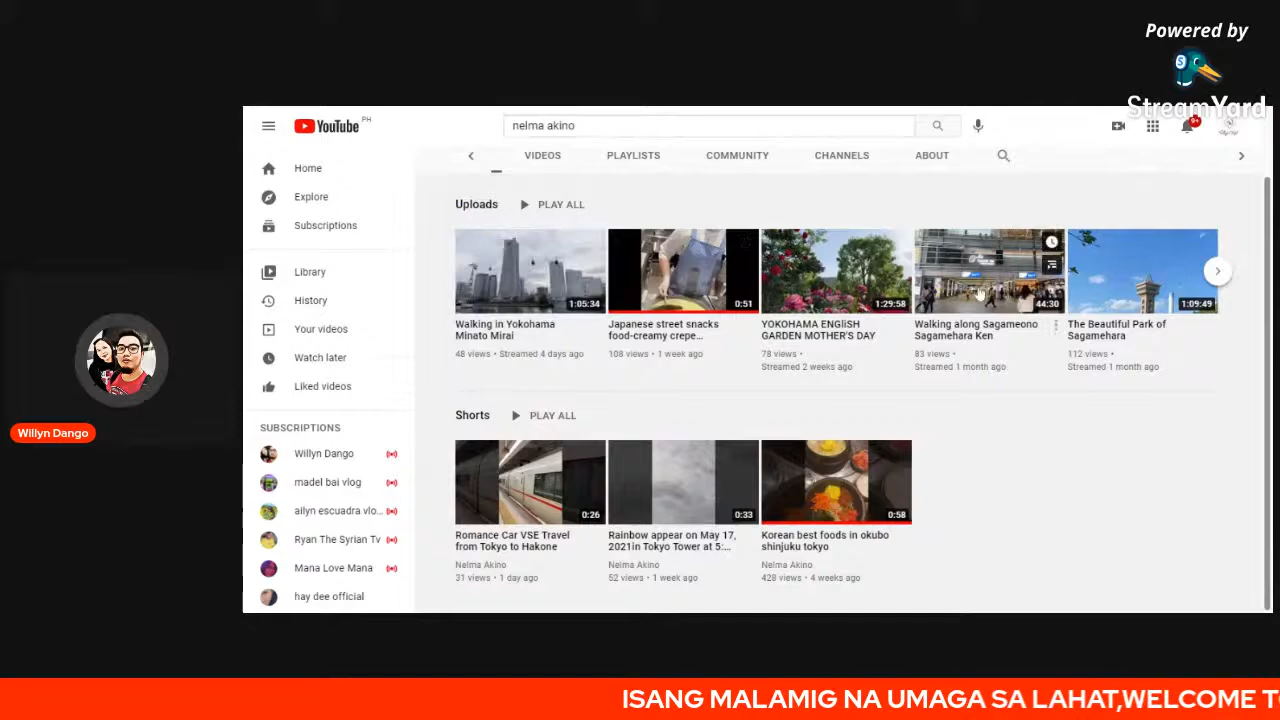 Powered by
StreamYard
YouTube PH
nelma akino
9+
VIDEOS PLAYLISTS COMMUNITY CHANNELS ABOUT
Home
Explore
Subscriptions
Library
History
Your videos
Watch later
Liked videos
SUBSCRIPTIONS
Willyn Dango
madel bai vlog
ailyn escuadra vlo...
Ryan The Syrian Tv
Mana Love Mana
hay dee official
Uploads PLAY ALL
1:05:34
Walking in Yokohama
Minato Mirai
48 views • Streamed 4 days ago
0:51
Japanese street snacks
food-creamy crepe...
108 views • 1 week ago
1:29:58
YOKOHAMA ENGliSH
GARDEN MOTHER'S DAY
78 views •
Streamed 2 weeks ago
44:30
Walking along Sagameono
Sagamehara Ken
83 views •
Streamed 1 month ago
1:09:49
The Beautiful Park of
Sagamehara
112 views •
Streamed 1 month ago
Shorts PLAY ALL
0:26
Romance Car VSE Travel
from Tokyo to Hakone
Nelma Akino
31 views • 1 day ago
0:33
Rainbow appear on May 17,
2021in Tokyo Tower at 5:...
Nelma Akino
52 views • 1 week ago
0:58
Korean best foods in okubo
shinjuku tokyo
Nelma Akino
428 views • 4 weeks ago
Willyn Dango
ISANG MALAMIG NA UMAGA SA LAHAT,WELCOME